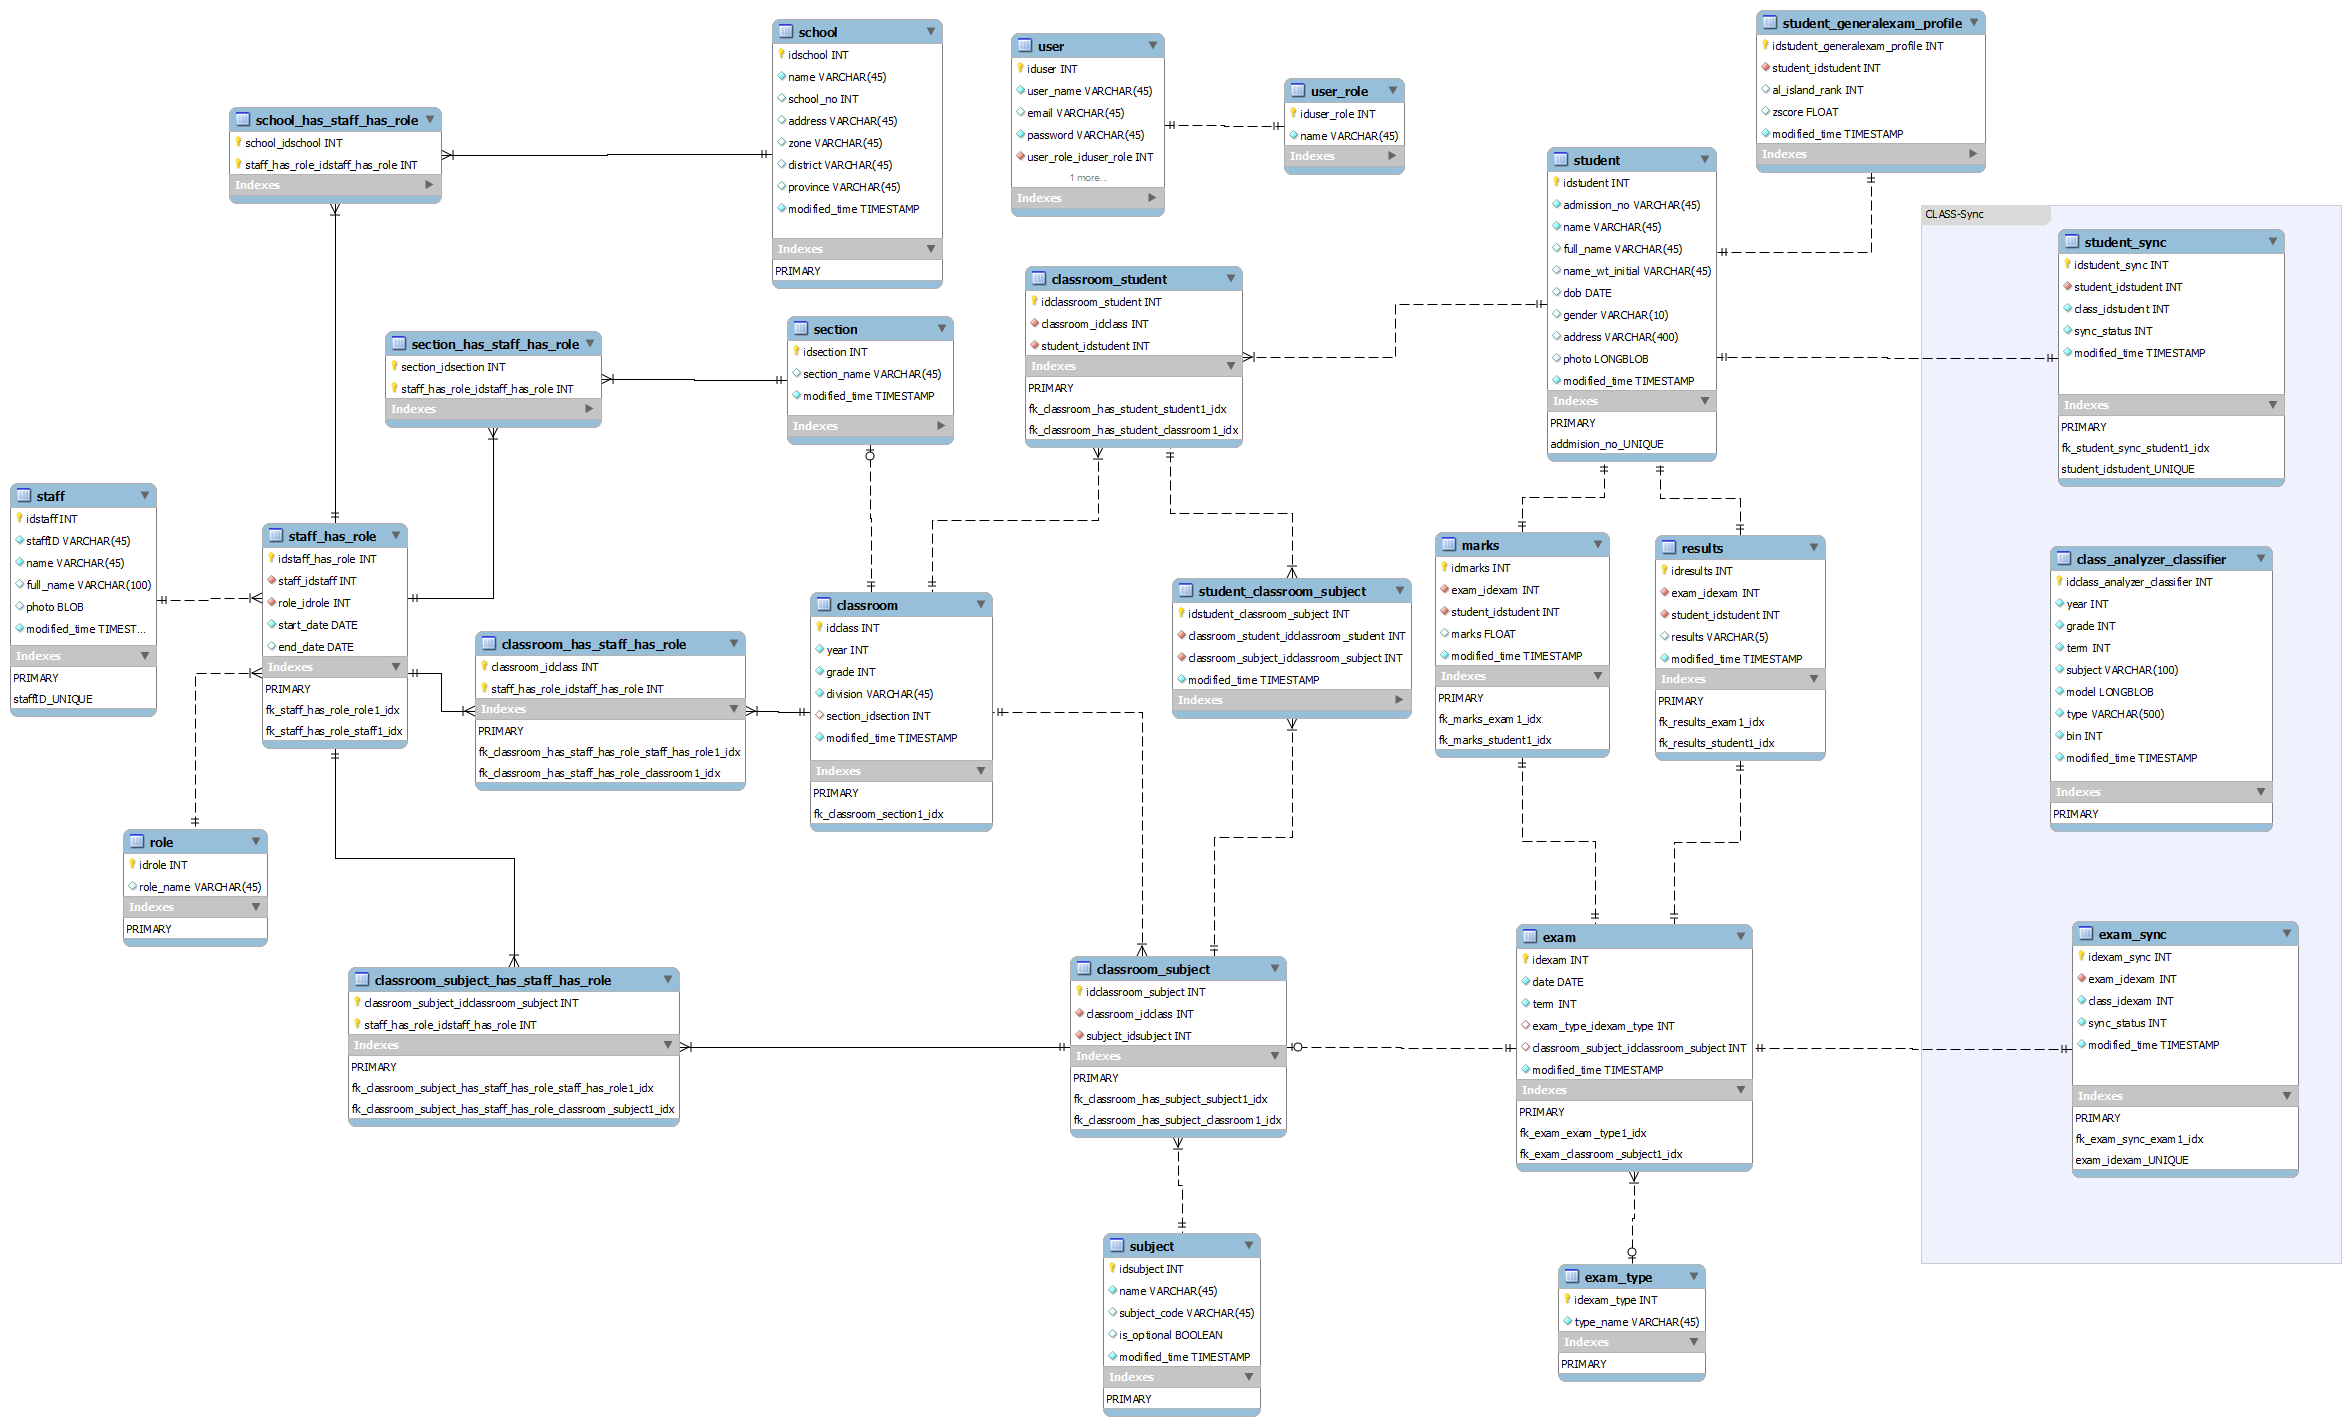 school
idschool INT
name VARCHAR(45)
school_no INT
address VARCHAR(45)
zone VARCHAR(45)
district VARCHAR(45)
province VARCHAR(45)
modified_time TIMESTAMP
Indexes
PRIMARY
user
iduser INT
user_name VARCHAR(45)
email VARCHAR(45)
password VARCHAR(45)
user_role_iduser_role INT
1 more...
Indexes
user_role
iduser_role INT
name VARCHAR(45)
Indexes
student_generalexam_profile
idstudent_generalexam_profile INT
student_idstudent INT
al_island_rank INT
zscore FLOAT
modified_time TIMESTAMP
Indexes
school_has_staff_has_role
school_idschool INT
staff_has_role_idstaff_has_role INT
Indexes
student
idstudent INT
admission_no VARCHAR(45)
name VARCHAR(45)
full_name VARCHAR(45)
name_wt_initial VARCHAR(45)
dob DATE
gender VARCHAR(10)
address VARCHAR(400)
photo LONGBLOB
modified_time TIMESTAMP
Indexes
PRIMARY
addmision_no_UNIQUE
CLASS-Sync
student_sync
idstudent_sync INT
student_idstudent INT
class_idstudent INT
sync_status INT
modified_time TIMESTAMP
Indexes
PRIMARY
fk_student_sync_student1_idx
student_idstudent_UNIQUE
classroom_student
idclassroom_student INT
classroom_idclass INT
student_idstudent INT
Indexes
PRIMARY
fk_classroom_has_student_student1_idx
fk_classroom_has_student_classroom1_idx
section_has_staff_has_role
section_idsection INT
staff_has_role_idstaff_has_role INT
Indexes
section
idsection INT
section_name VARCHAR(45)
modified_time TIMESTAMP
Indexes
staff
idstaff INT
staffID VARCHAR(45)
name VARCHAR(45)
full_name VARCHAR(100)
photo BLOB
modified_time TIMEST...
Indexes
PRIMARY
staffID_UNIQUE
staff_has_role
idstaff_has_role INT
staff_idstaff INT
role_idrole INT
start_date DATE
end_date DATE
Indexes
PRIMARY
fk_staff_has_role_role1_idx
fk_staff_has_role_staff1_idx
classroom_has_staff_has_role
classroom_idclass INT
staff_has_role_idstaff_has_role INT
Indexes
PRIMARY
fk_classroom_has_staff_has_role_staff_has_role1_idx
fk_classroom_has_staff_has_role_classroom1_idx
classroom
idclass INT
year INT
grade INT
division VARCHAR(45)
section_idsection INT
modified_time TIMESTAMP
Indexes
PRIMARY
fk_classroom_section1_idx
student_classroom_subject
idstudent_classroom_subject INT
classroom_student_idclassroom_student INT
classroom_subject_idclassroom_subject INT
modified_time TIMESTAMP
Indexes
marks
idmarks INT
exam_idexam INT
student_idstudent INT
marks FLOAT
modified_time TIMESTAMP
Indexes
PRIMARY
fk_marks_exam1_idx
fk_marks_student1_idx
results
idresults INT
exam_idexam INT
student_idstudent INT
results VARCHAR(5)
modified_time TIMESTAMP
Indexes
PRIMARY
fk_results_exam1_idx
fk_results_student1_idx
class_analyzer_classifier
idclass_analyzer_classifier INT
year INT
grade INT
term INT
subject VARCHAR(100)
model LONGBLOB
type VARCHAR(500)
bin INT
modified_time TIMESTAMP
Indexes
PRIMARY
role
idrole INT
role_name VARCHAR(45)
Indexes
PRIMARY
classroom_subject_has_staff_has_role
classroom_subject_idclassroom_subject INT
staff_has_role_idstaff_has_role INT
Indexes
PRIMARY
fk_classroom_subject_has_staff_has_role_staff_has_role1_idx
fk_classroom_subject_has_staff_has_role_classroom_subject1_idx
classroom_subject
idclassroom_subject INT
classroom_idclass INT
subject_idsubject INT
Indexes
PRIMARY
fk_classroom_has_subject_subject1_idx
fk_classroom_has_subject_classroom1_idx
exam
idexam INT
date DATE
term INT
exam_type_idexam_type INT
classroom_subject_idclassroom_subject INT
modified_time TIMESTAMP
Indexes
PRIMARY
fk_exam_exam_type1_idx
fk_exam_classroom_subject1_idx
exam_sync
idexam_sync INT
exam_idexam INT
class_idexam INT
sync_status INT
modified_time TIMESTAMP
Indexes
PRIMARY
fk_exam_sync_exam1_idx
exam_idexam_UNIQUE
subject
idsubject INT
name VARCHAR(45)
subject_code VARCHAR(45)
is_optional BOOLEAN
modified_time TIMESTAMP
Indexes
PRIMARY
exam_type
idexam_type INT
type_name VARCHAR(45)
Indexes
PRIMARY